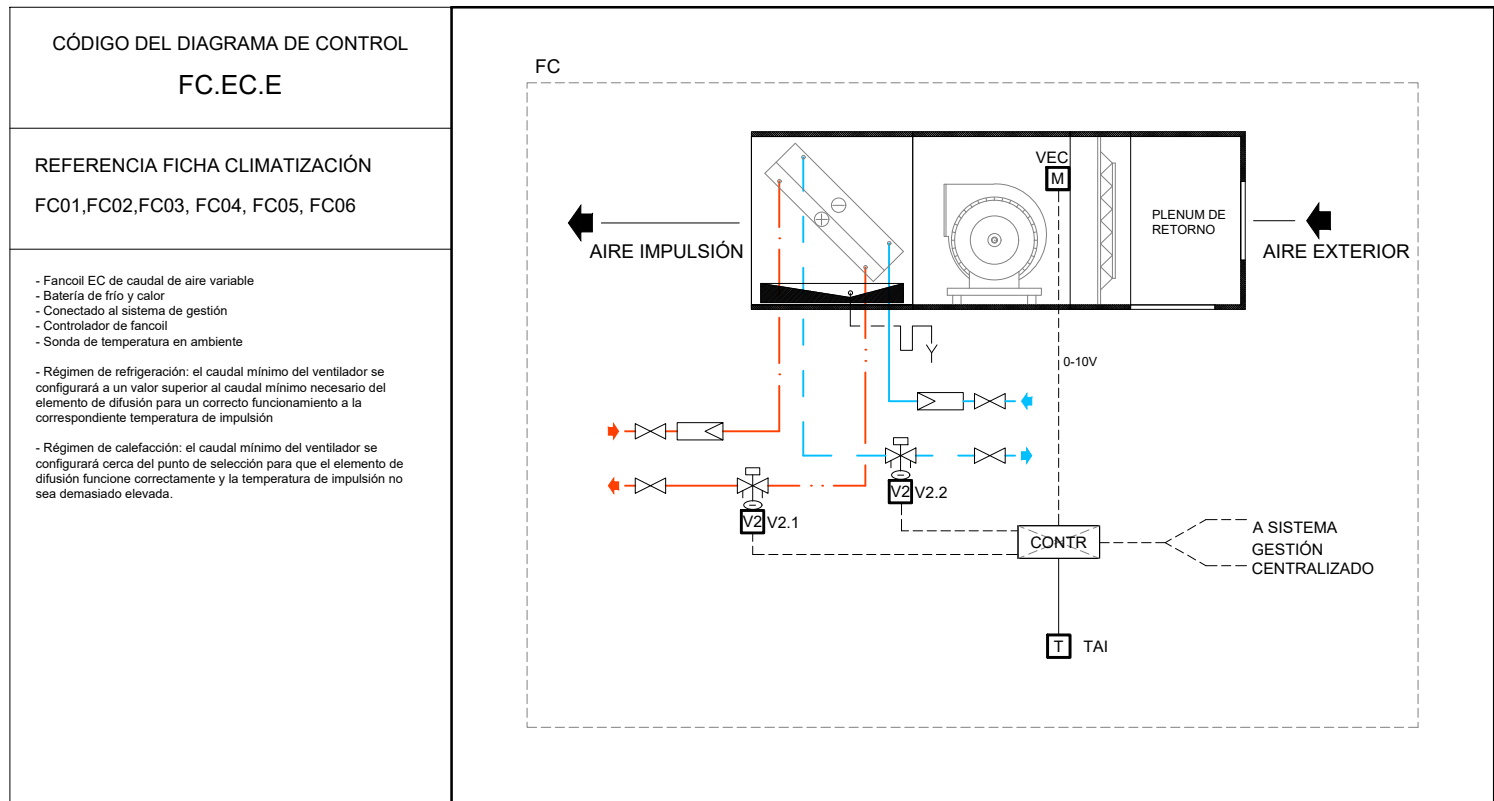 CÓDIGO DEL DIAGRAMA DE CONTROL
FC.EC.E
REFERENCIA FICHA CLIMATIZACIÓN
FC01,FC02,FC03, FC04, FC05, FC06
- Fancoil EC de caudal de aire variable
- Batería de frío y calor
- Conectado al sistema de gestión
- Controlador de fancoil
- Sonda de temperatura en ambiente
- Régimen de refrigeración: el caudal mínimo del ventilador se
configurará a un valor superior al caudal mínimo necesario del
elemento de difusión para un correcto funcionamiento a la
correspondiente temperatura de impulsión
- Régimen de calefacción: el caudal mínimo del ventilador se
configurará cerca del punto de selección para que el elemento de
difusión funcione correctamente y la temperatura de impulsión no
sea demasiado elevada.
FC
VEC
M
PLENUM DE
RETORNO
AIRE IMPULSIÓN
AIRE EXTERIOR
0-10V
V2 V2.2
V2 V2.1
CONTR
A SISTEMA
GESTIÓN
CENTRALIZADO
T TAI